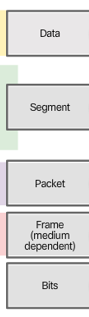 Data
Segment
Packet
Frame
(medium
dependent)
Bits